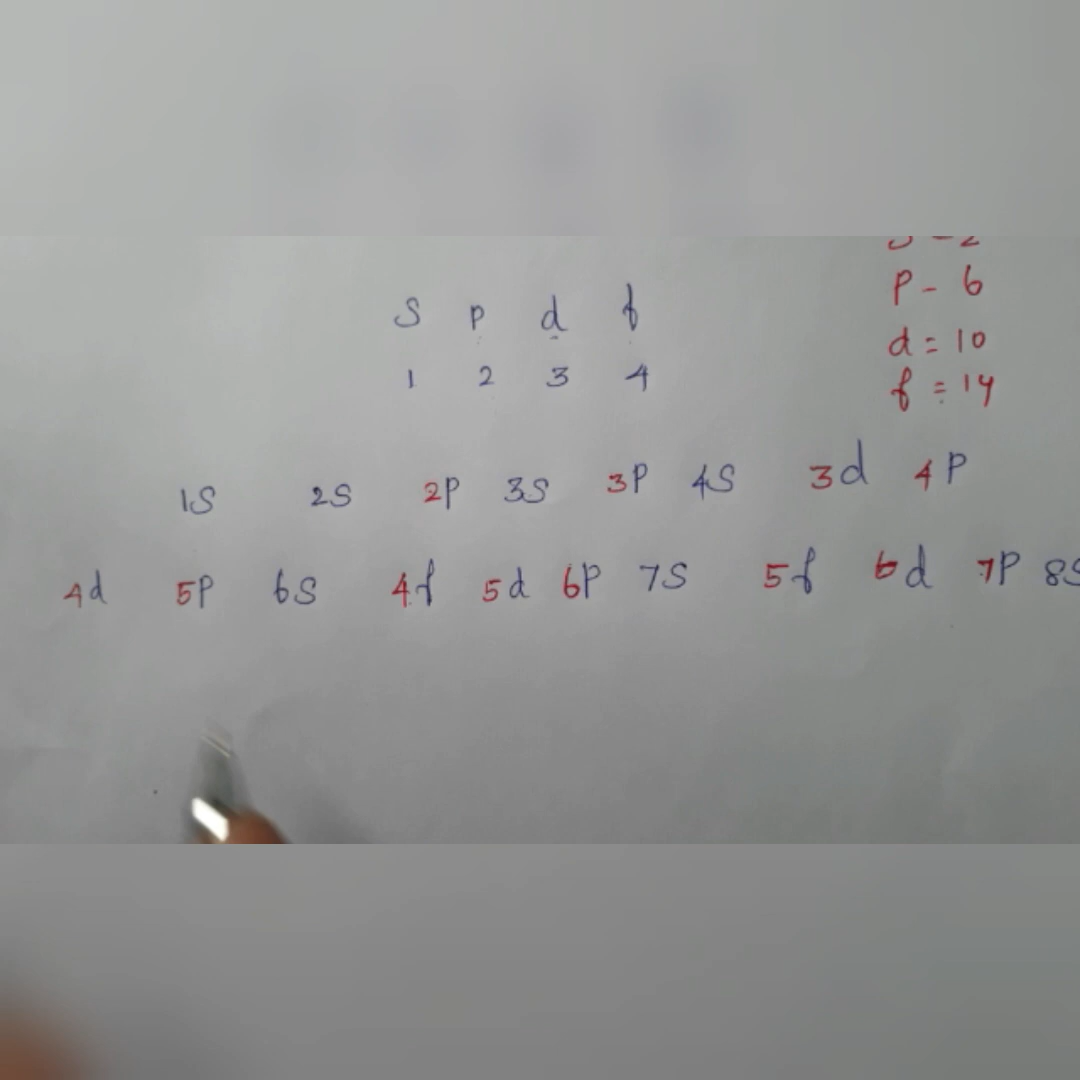 S p d f
1 2 3 4
P - 6
d = 10
f = 14
1S 2S 2P 3S 3P 4S 3d 4P
4d 5P 6S 4f 5d 6P 7S 5f 6d 7P 8S